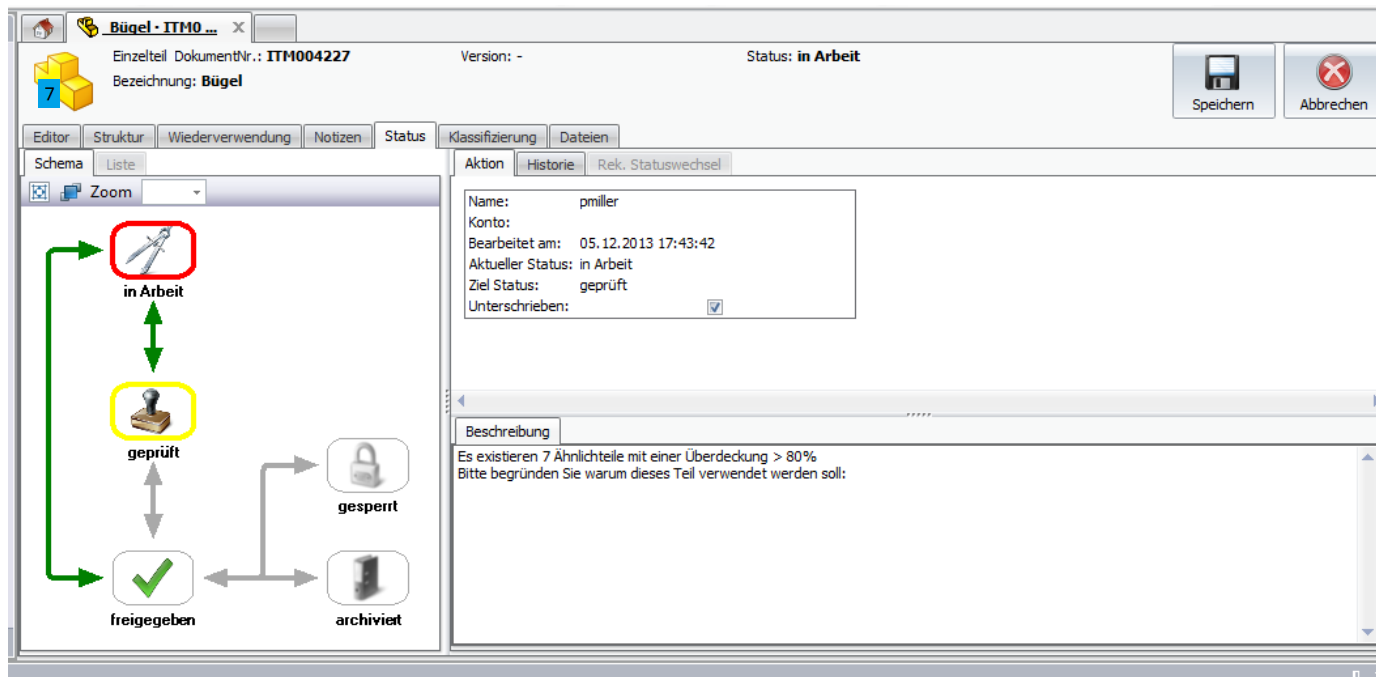 Bügel · ITM0 ... X
Einzelteil DokumentNr.: ITM004227 Version: - Status: in Arbeit
Bezeichnung: Bügel
7
Speichern Abbrechen
Editor Struktur Wiederverwendung Notizen Status Klassifizierung Dateien
Schema Liste
Zoom
in Arbeit
geprüft
gesperrt
freigegeben archiviert
Aktion Historie Rek. Statuswechsel
Name: pmiller
Konto:
Bearbeitet am: 05.12.2013 17:43:42
Aktueller Status: in Arbeit
Ziel Status: geprüft
Unterschrieben:
Beschreibung
Es existieren 7 Ähnlichteile mit einer Überdeckung > 80%
Bitte begründen Sie warum dieses Teil verwendet werden soll: